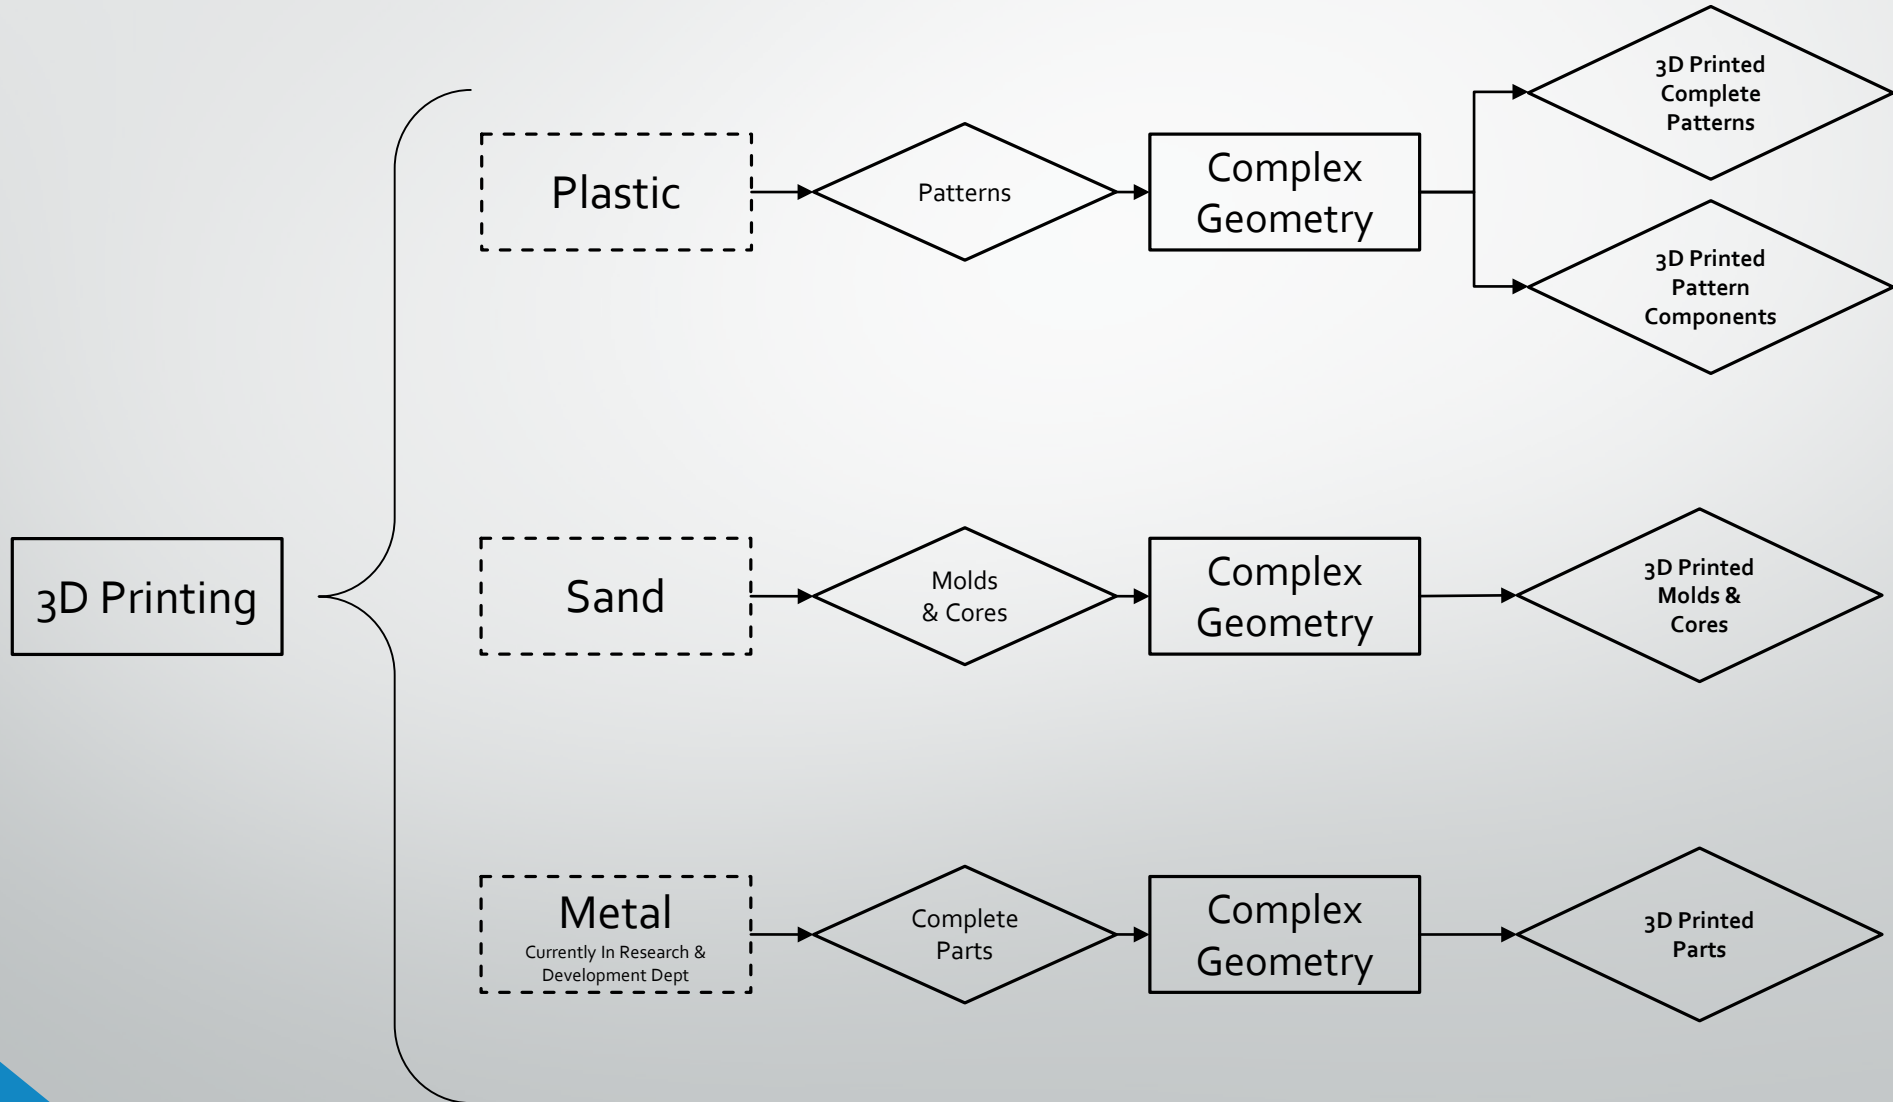 3D Printing
Plastic
Patterns
Complex
Geometry
3D Printed
Complete
Patterns
3D Printed
Pattern
Components
Sand
Molds
& Cores
Complex
Geometry
3D Printed
Molds &
Cores
Metal
Currently In Research &
Development Dept
Complete
Parts
Complex
Geometry
3D Printed
Parts